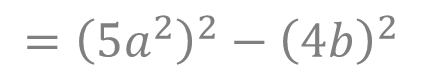 = (5a²)² − (4b)²